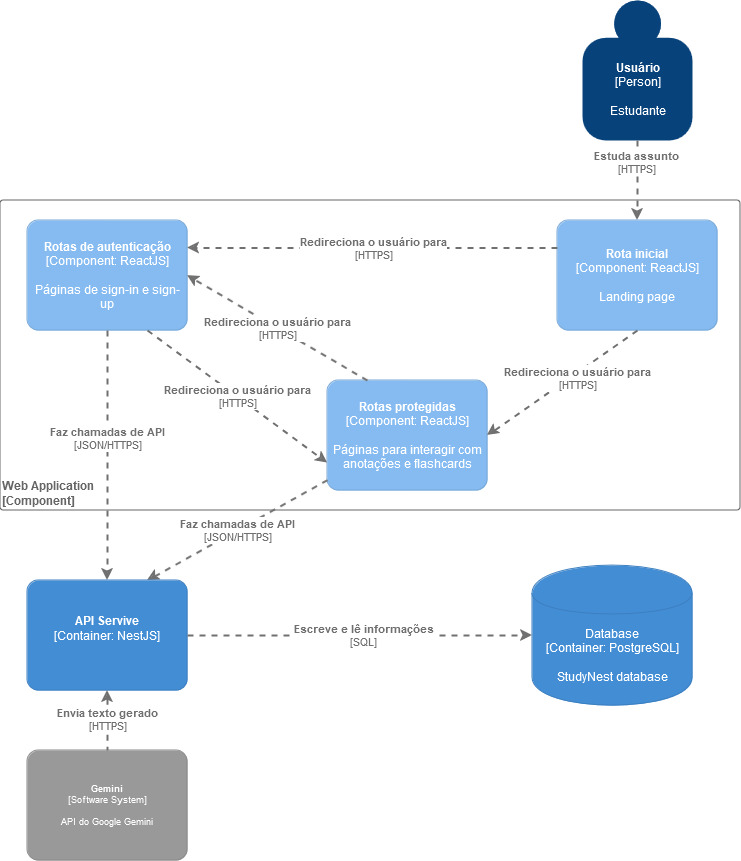 Usuário
[Person]
Estudante
Estuda assunto
[HTTPS]
Rotas de autenticação
[Component: ReactJS]
Páginas de sign-in e sign-
up
Redireciona o usuário para
[HTTPS]
Rota inicial
[Component: ReactJS]
Landing page
Redireciona o usuário para
[HTTPS]
Redireciona o usuário para
[HTTPS]
Redireciona o usuário para
[HTTPS]
Rotas protegidas
[Component: ReactJS]
Páginas para interagir com
anotações e flashcards
Faz chamadas de API
[JSON/HTTPS]
Web Application
[Component]
Faz chamadas de API
[JSON/HTTPS]
API Servive
[Container: NestJS]
Escreve e lê informações
[SQL]
Database
[Container: PostgreSQL]
StudyNest database
Envia texto gerado
[HTTPS]
Gemini
[Software System]
API do Google Gemini